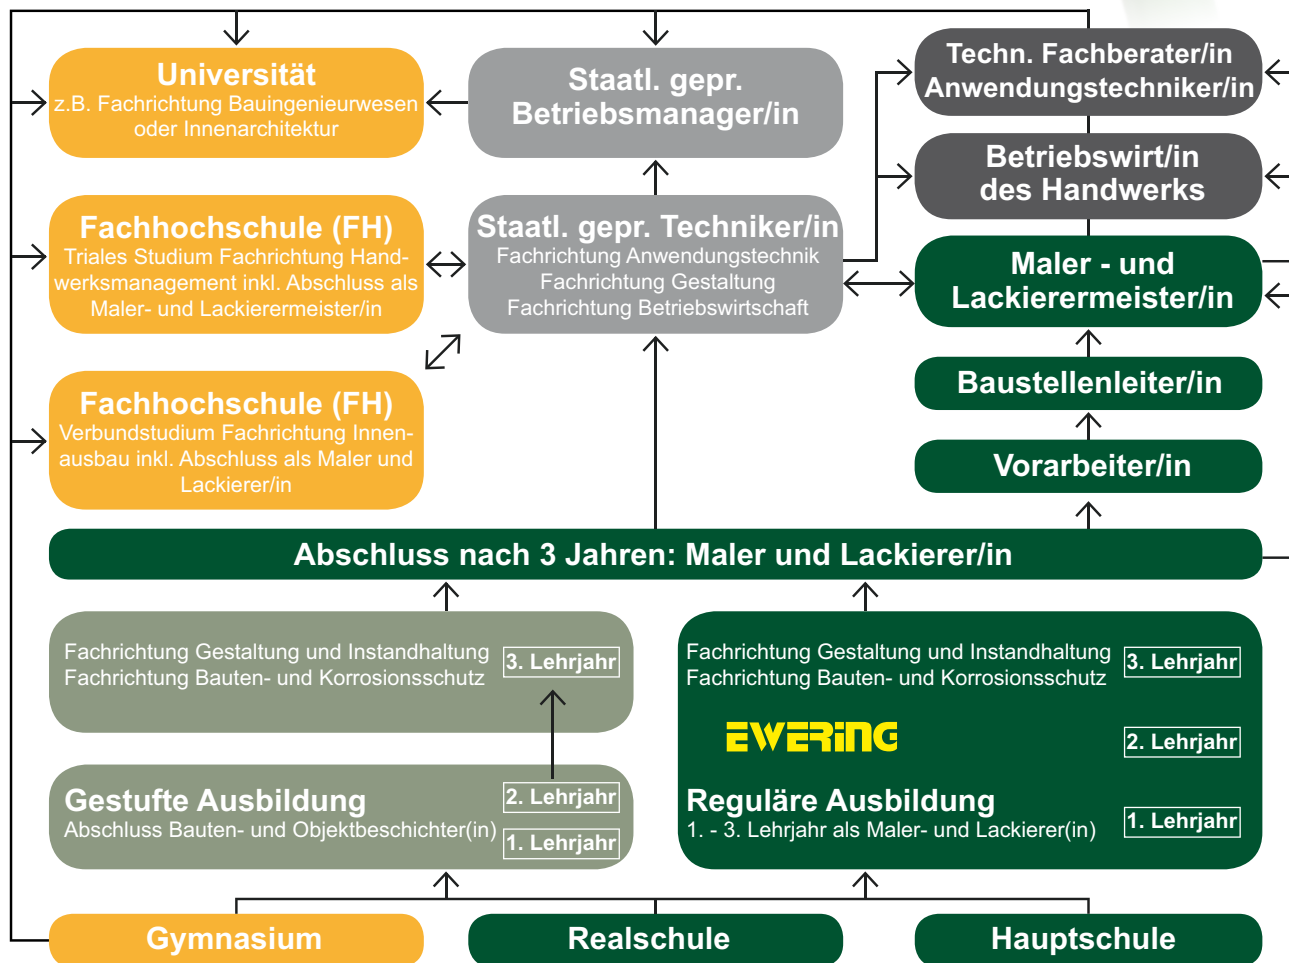 Universität
z.B. Fachrichtung Bauingenieurwesen
oder Innenarchitektur
Staatl. gepr.
Betriebsmanager/in
Techn. Fachberater/in
Anwendungstechniker/in
Betriebswirt/in
des Handwerks
Fachhochschule (FH)
Triales Studium Fachrichtung Hand-
werksmanagement inkl. Abschluss als
Maler- und Lackierermeister/in
Staatl. gepr. Techniker/in
Fachrichtung Anwendungstechnik
Fachrichtung Gestaltung
Fachrichtung Betriebswirtschaft
Maler - und
Lackierermeister/in
Baustellenleiter/in
Fachhochschule (FH)
Verbundstudium Fachrichtung Innen-
ausbau inkl. Abschluss als Maler und
Lackierer/in
Vorarbeiter/in
Abschluss nach 3 Jahren: Maler und Lackierer/in
Fachrichtung Gestaltung und Instandhaltung
Fachrichtung Bauten- und Korrosionsschutz
3. Lehrjahr
Gestufte Ausbildung
Abschluss Bauten- und Objektbeschichter(in)
2. Lehrjahr
1. Lehrjahr
Fachrichtung Gestaltung und Instandhaltung
Fachrichtung Bauten- und Korrosionsschutz
3. Lehrjahr
EWERiNG
2. Lehrjahr
Reguläre Ausbildung
1. - 3. Lehrjahr als Maler- und Lackierer(in)
1. Lehrjahr
Gymnasium
Realschule
Hauptschule